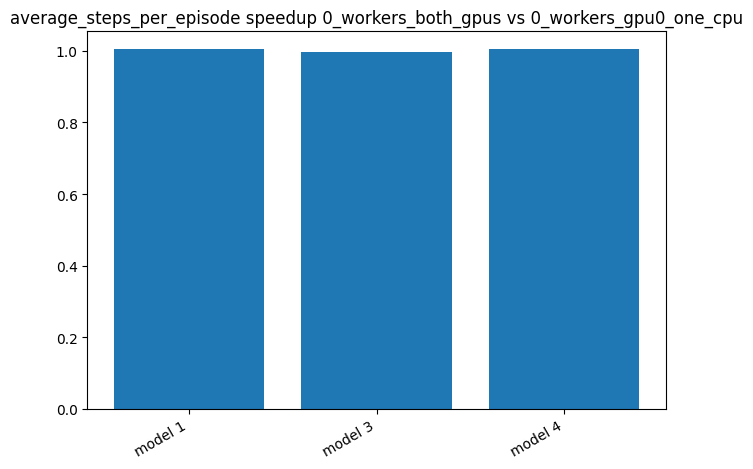 average_steps_per_episode speedup 0_workers_both_gpus vs 0_workers_gpu0_one_cpu
1.0
0.8
0.6
0.4
0.2
0.0
model 1
model 3
model 4